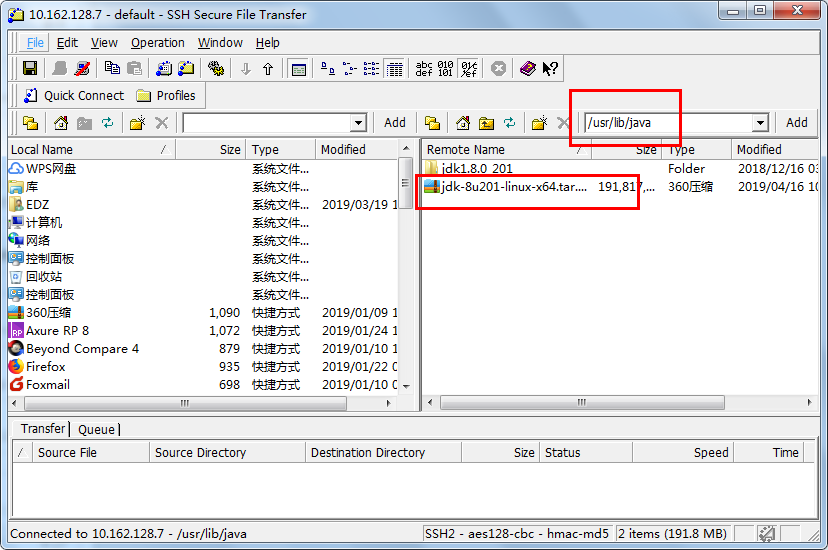 10.162.128.7 - default - SSH Secure File Transfer
File Edit View Operation Window Help
abc 010 01¢
def 101 %ef
Quick Connect Profiles
Add /usr/lib/java Add
Local Name / Size Type Modified
WPS网盘 系统文件...
库 系统文件...
EDZ 系统文件... 2019/03/19 1
计算机 系统文件...
网络 系统文件...
控制面板 系统文件...
回收站 系统文件...
控制面板 系统文件...
360压缩 1,090 快捷方式 2019/01/09 1
Axure RP 8 1,072 快捷方式 2019/01/24 1
Beyond Compare 4 879 快捷方式 2019/01/10 1
Firefox 935 快捷方式 2019/01/22 0
Foxmail 698 快捷方式 2019/01/10 0
Remote Name / Size Type Modified
jdk1.8.0_201 Folder 2018/12/16 03
jdk-8u201-linux-x64.tar.... 191,817,... 360压缩 2019/04/16 10
Transfer Queue
/ Source File Source Directory Destination Directory Size Status Speed Time
Connected to 10.162.128.7 - /usr/lib/java SSH2 - aes128-cbc - hmac-md5 2 items (191.8 MB)